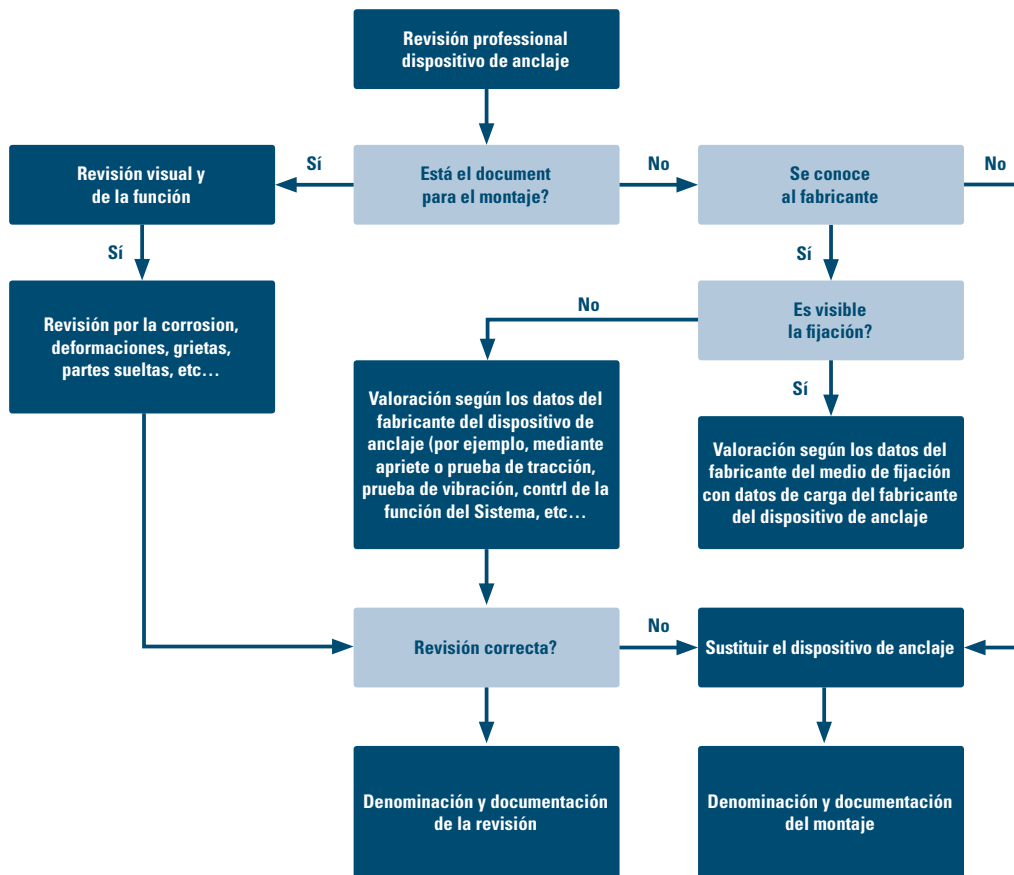 Revisión professional
dispositivo de anclaje
Sí
No
No
Revisión visual y
de la función
Está el document
para el montaje?
Se conoce
al fabricante
Sí
Sí
Revisión por la corrosion,
deformaciones, grietas,
partes sueltas, etc...
No
Es visible
la fijación?
Sí
Valoración según los datos del
fabricante del dispositivo de
anclaje (por ejemplo, mediante
apriete o prueba de tracción,
prueba de vibración, contrl de la
función del Sistema, etc...
Valoración según los datos del
fabricante del medio de fijación
con datos de carga del fabricante
del dispositivo de anclaje
Revisión correcta?
No
Sustituir el dispositivo de anclaje
Denominación y documentación
de la revisión
Denominación y documentación
del montaje